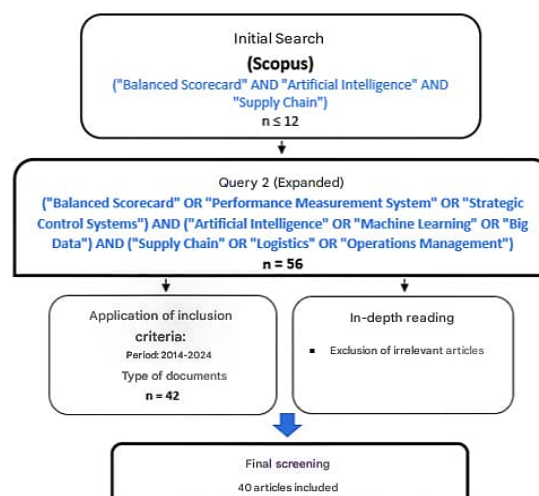 Initial Search
(Scopus)
("Balanced Scorecard" AND "Artificial Intelligence" AND
"Supply Chain")
n ≤ 12
Query 2 (Expanded)
("Balanced Scorecard" OR "Performance Measurement System" OR "Strategic
Control Systems") AND ("Artificial Intelligence" OR "Machine Learning" OR "Big
Data") AND ("Supply Chain" OR "Logistics" OR "Operations Management")
n = 56
Application of inclusion
criteria:
Period: 2014-2024
Type of documents
n = 42
In-depth reading
▪ Exclusion of irrelevant articles
Final screening
40 articles included